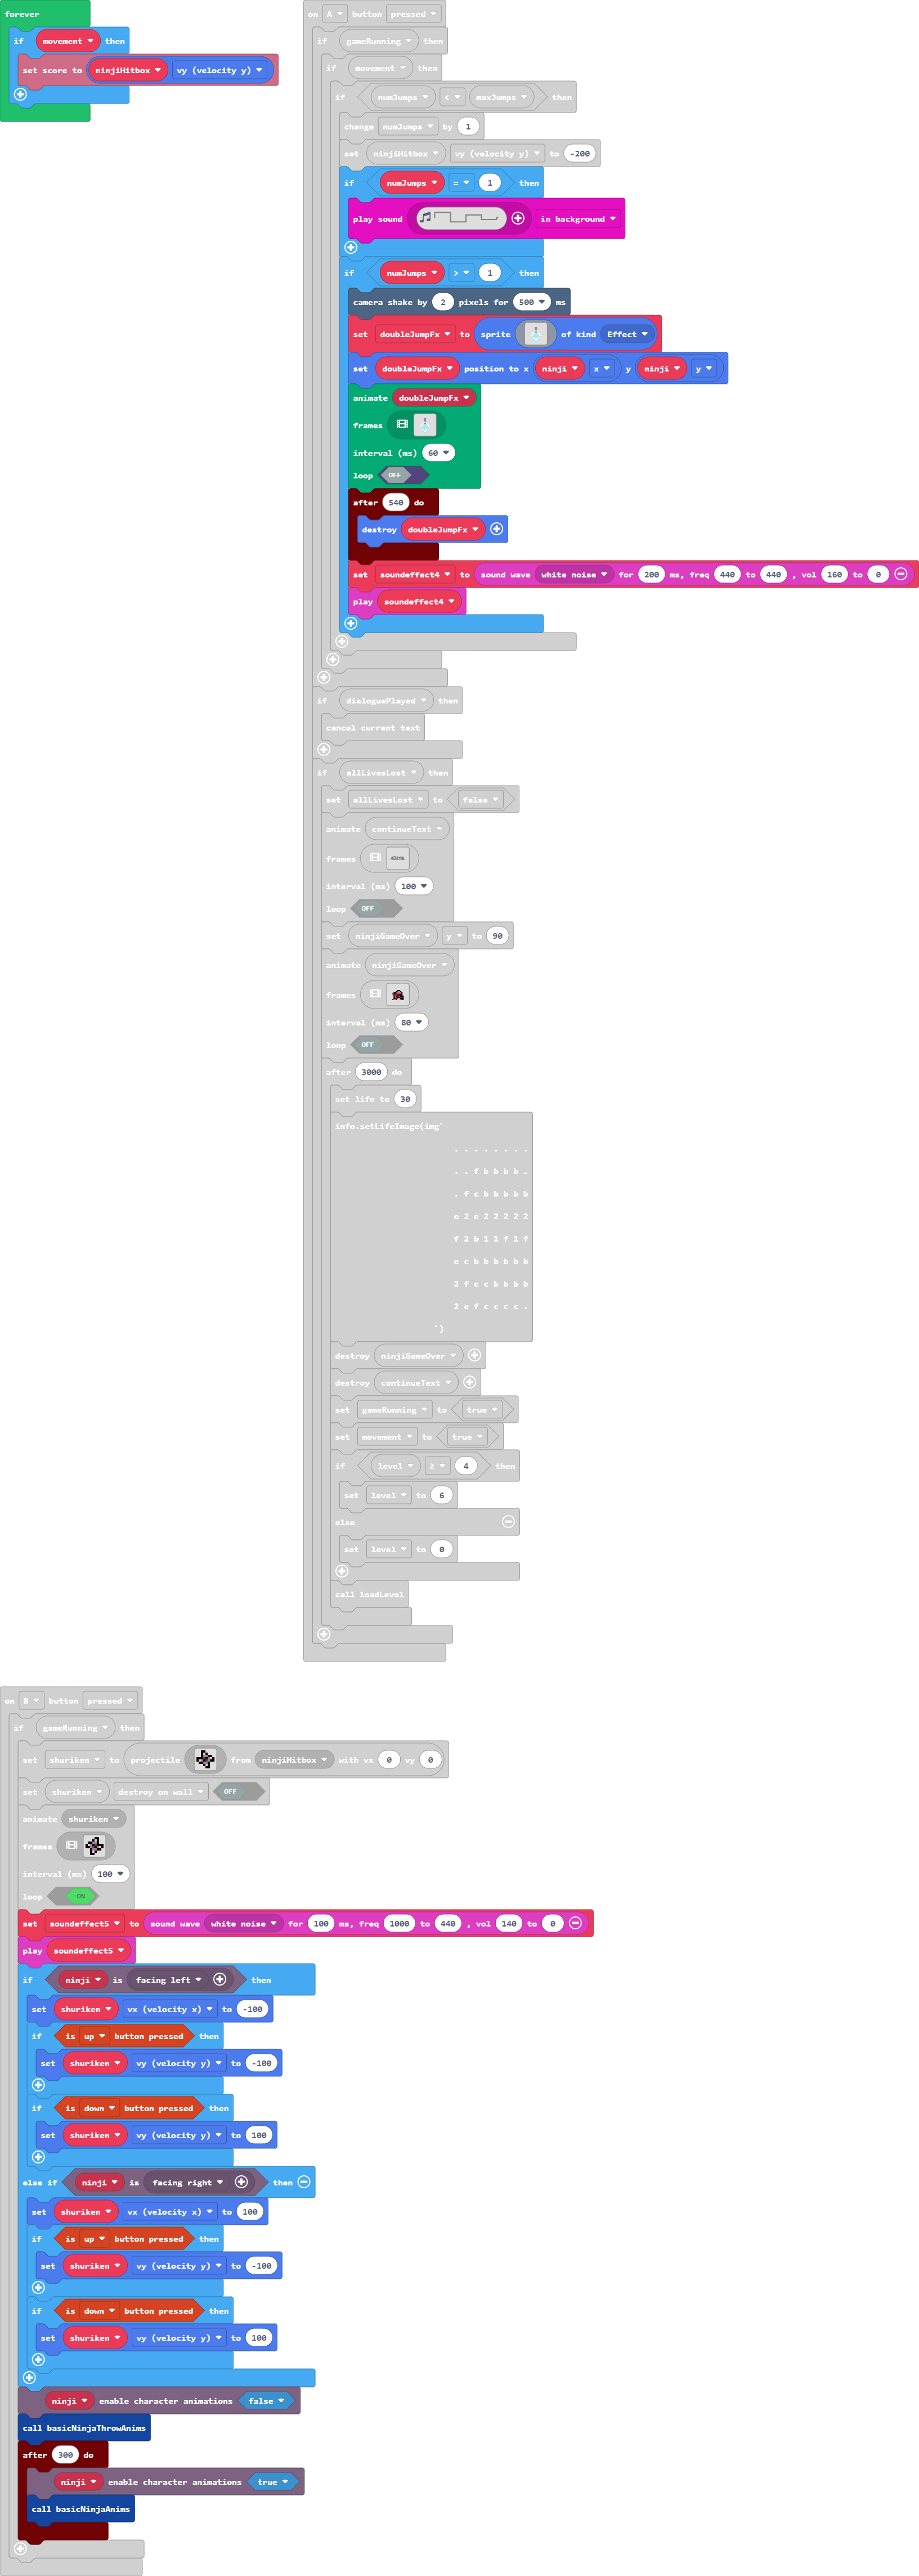 forever
if movement then
set score to ninjiHitbox vy (velocity y)
on A button pressed
if gameRunning then
if movement then
if numJumps < maxJumps then
change numJumps by 1
set ninjiHitbox vy (velocity y) to -200
if numJumps = 1 then
play sound in background
if numJumps > 1 then
camera shake by 2 pixels for 500 ms
set doubleJumpFx to sprite of kind Effect
set doubleJumpFx position to x ninji x y ninji y
animate doubleJumpFx
frames
interval (ms) 60
loop OFF
after 540 do
destroy doubleJumpFx
set soundeffect4 to sound wave white noise for 200 ms, freq 440 to 440 , vol 160 to 0
play soundeffect4
if dialoguePlayed then
cancel current text
if allLivesLost then
set allLivesLost to false
animate continueText
frames
interval (ms) 100
loop OFF
set ninjiGameOver y to 90
animate ninjiGameOver
frames
interval (ms) 80
loop OFF
after 3000 do
set life to 30
info.setLifeImage(img`
. . . . . . . .
. . f b b b b .
. f c b b b b b
e 2 e 2 2 2 2 2
f 2 b 1 1 f 1 f
e c b b b b b b
2 f c c b b b b
2 e f c c c c .
`)
destroy ninjiGameOver
destroy continueText
set gameRunning to true
set movement to true
if level ≥ 4 then
set level to 6
else
set level to 0
call loadLevel
on B button pressed
if gameRunning then
set shuriken to projectile from ninjiHitbox with vx 0 vy 0
set shuriken destroy on wall OFF
animate shuriken
frames
interval (ms) 100
loop ON
set soundeffect5 to sound wave white noise for 100 ms, freq 1000 to 440 , vol 140 to 0
play soundeffect5
if ninji is facing left then
set shuriken vx (velocity x) to -100
if is up button pressed then
set shuriken vy (velocity y) to -100
if is down button pressed then
set shuriken vy (velocity y) to 100
else if ninji is facing right then
set shuriken vx (velocity x) to 100
if is up button pressed then
set shuriken vy (velocity y) to -100
if is down button pressed then
set shuriken vy (velocity y) to 100
ninji enable character animations false
call basicNinjaThrowAnims
after 300 do
ninji enable character animations true
call basicNinjaAnims